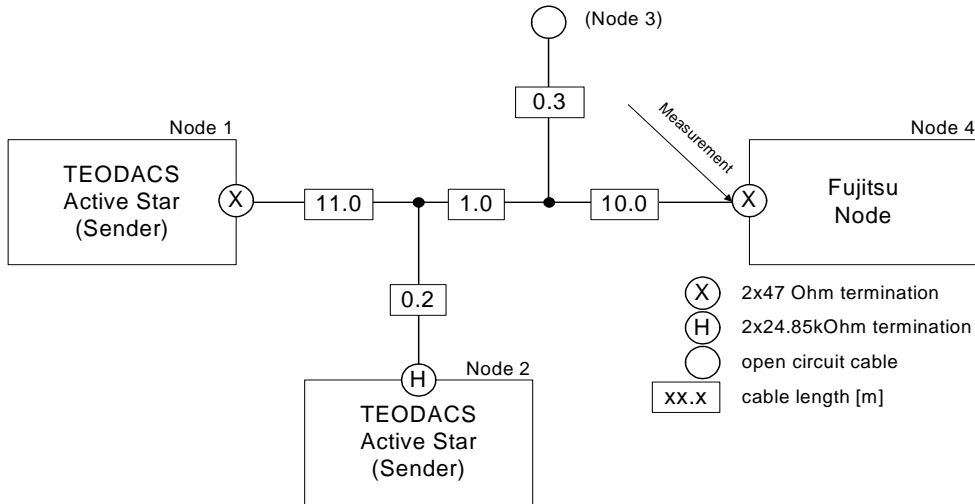 (Node 3)
0.3
Measurement
Node 1
Node 4
TEODACS
Active Star
(Sender)
X
11.0
1.0
10.0
X
Fujitsu
Node
0.2
X 2x47 Ohm termination
H 2x24.85kOhm termination
open circuit cable
xx.x cable length [m]
H
Node 2
TEODACS
Active Star
(Sender)